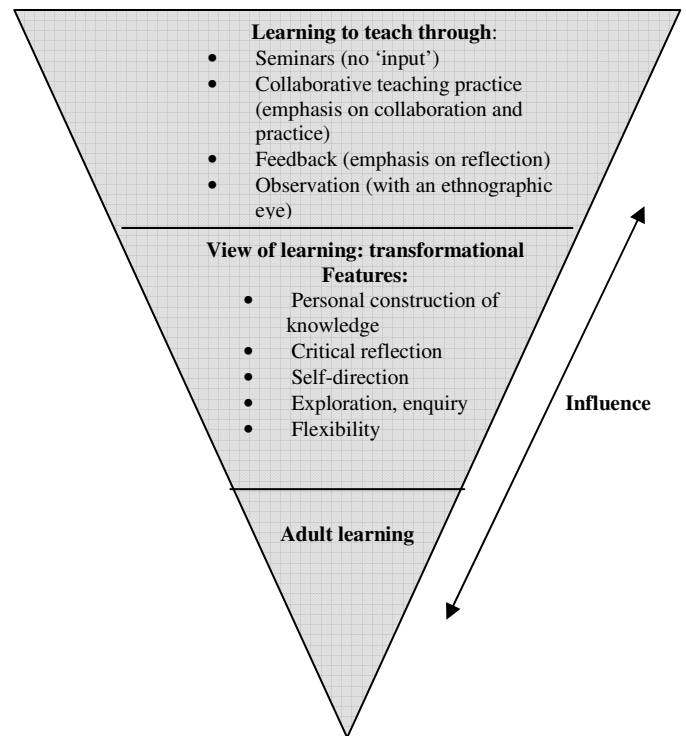 Learning to teach through:
• Seminars (no ‘input’)
• Collaborative teaching practice
(emphasis on collaboration and
practice)
• Feedback (emphasis on reflection)
• Observation (with an ethnographic
eye)
View of learning: transformational
Features:
• Personal construction of
knowledge
• Critical reflection
• Self-direction
• Exploration, enquiry
• Flexibility
Influence
Adult learning